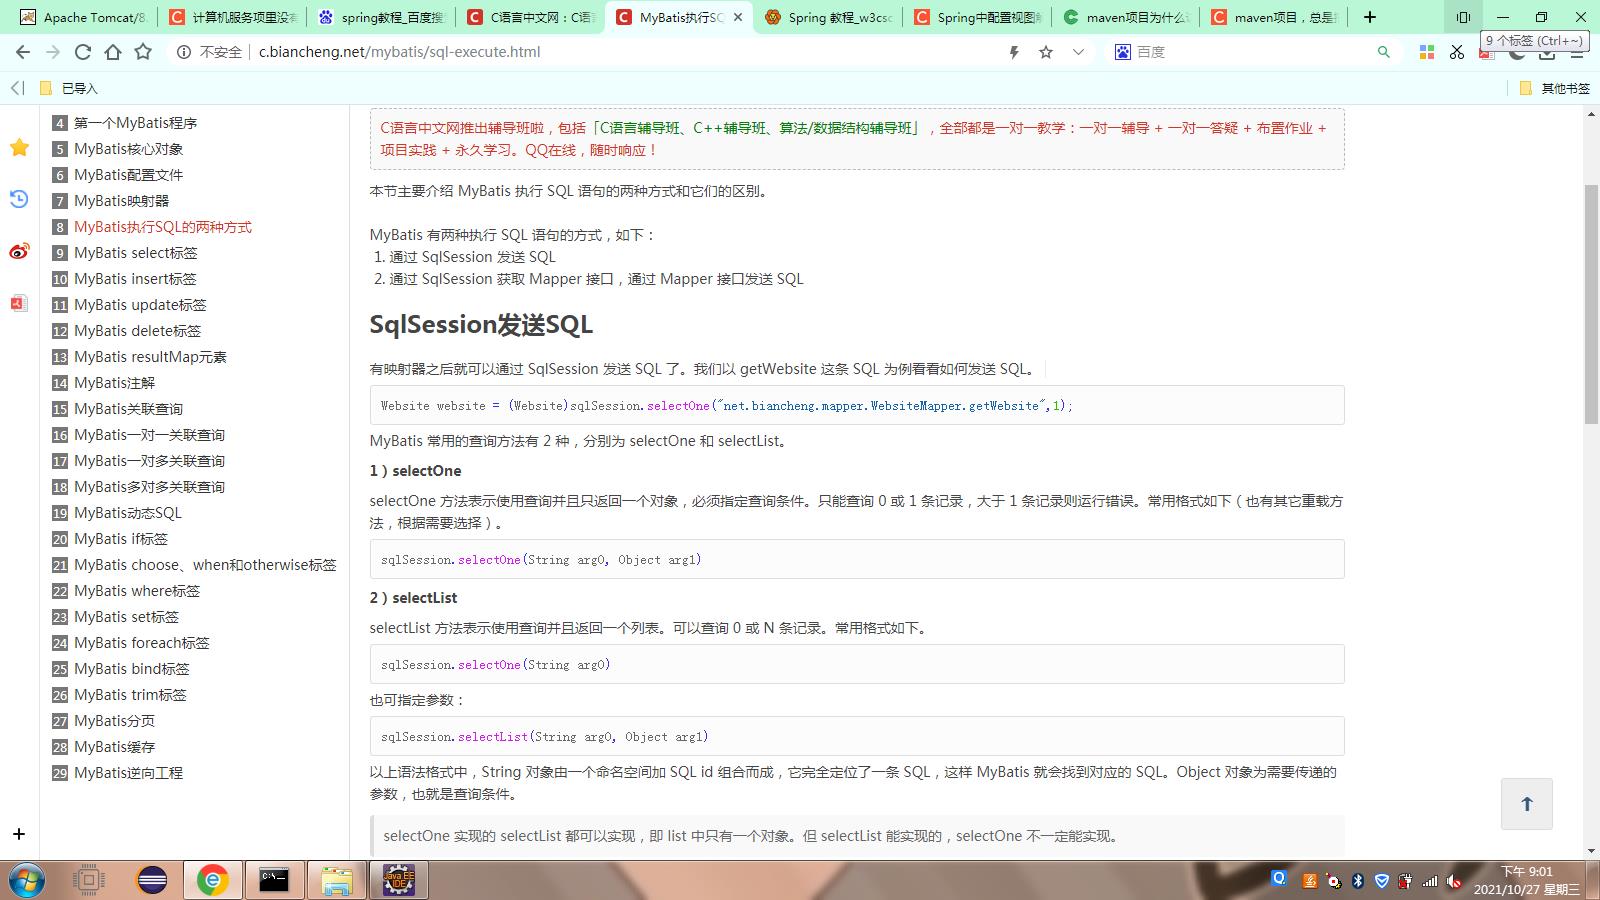 Apache Tomcat/8.
计算机服务项里没有
spring教程_百度搜
C语言中文网：C语言
MyBatis执行SQ
Spring 教程_w3csc
Spring中配置视图解
maven项目为什么
maven项目，总是
9 个标签 (Ctrl+~)
不安全
c.biancheng.net/mybatis/sql-execute.html
百度
已导入
其他书签
4 第一个MyBatis程序
5 MyBatis核心对象
6 MyBatis配置文件
7 MyBatis映射器
8 MyBatis执行SQL的两种方式
9 MyBatis select标签
10 MyBatis insert标签
11 MyBatis update标签
12 MyBatis delete标签
13 MyBatis resultMap元素
14 MyBatis注解
15 MyBatis关联查询
16 MyBatis一对一关联查询
17 MyBatis一对多关联查询
18 MyBatis多对多关联查询
19 MyBatis动态SQL
20 MyBatis if标签
21 MyBatis choose、when和otherwise标签
22 MyBatis where标签
23 MyBatis set标签
24 MyBatis foreach标签
25 MyBatis bind标签
26 MyBatis trim标签
27 MyBatis分页
28 MyBatis缓存
29 MyBatis逆向工程
C语言中文网推出辅导班啦，包括「C语言辅导班、C++辅导班、算法/数据结构辅导班」，全部都是一对一教学：一对一辅导 + 一对一答疑 + 布置作业 +
项目实践 + 永久学习。QQ在线，随时响应！
本节主要介绍 MyBatis 执行 SQL 语句的两种方式和它们的区别。
MyBatis 有两种执行 SQL 语句的方式，如下：
1. 通过 SqlSession 发送 SQL
2. 通过 SqlSession 获取 Mapper 接口，通过 Mapper 接口发送 SQL
SqlSession发送SQL
有映射器之后就可以通过 SqlSession 发送 SQL 了。我们以 getWebsite 这条 SQL 为例看看如何发送 SQL。
Website website = (Website)sqlSession.selectOne("net.biancheng.mapper.WebsiteMapper.getWebsite",1);
MyBatis 常用的查询方法有 2 种，分别为 selectOne 和 selectList。
1）selectOne
selectOne 方法表示使用查询并且只返回一个对象，必须指定查询条件。只能查询 0 或 1 条记录，大于 1 条记录则运行错误。常用格式如下（也有其它重载方
法，根据需要选择）。
sqlSession.selectOne(String arg0, Object arg1)
2）selectList
selectList 方法表示使用查询并且返回一个列表。可以查询 0 或 N 条记录。常用格式如下。
sqlSession.selectOne(String arg0)
也可指定参数：
sqlSession.selectList(String arg0, Object arg1)
以上语法格式中，String 对象由一个命名空间加 SQL id 组合而成，它完全定位了一条 SQL，这样 MyBatis 就会找到对应的 SQL。Object 对象为需要传递的
参数，也就是查询条件。
selectOne 实现的 selectList 都可以实现，即 list 中只有一个对象。但 selectList 能实现的，selectOne 不一定能实现。
Java EE
IDE
下午 9:01
2021/10/27 星期三